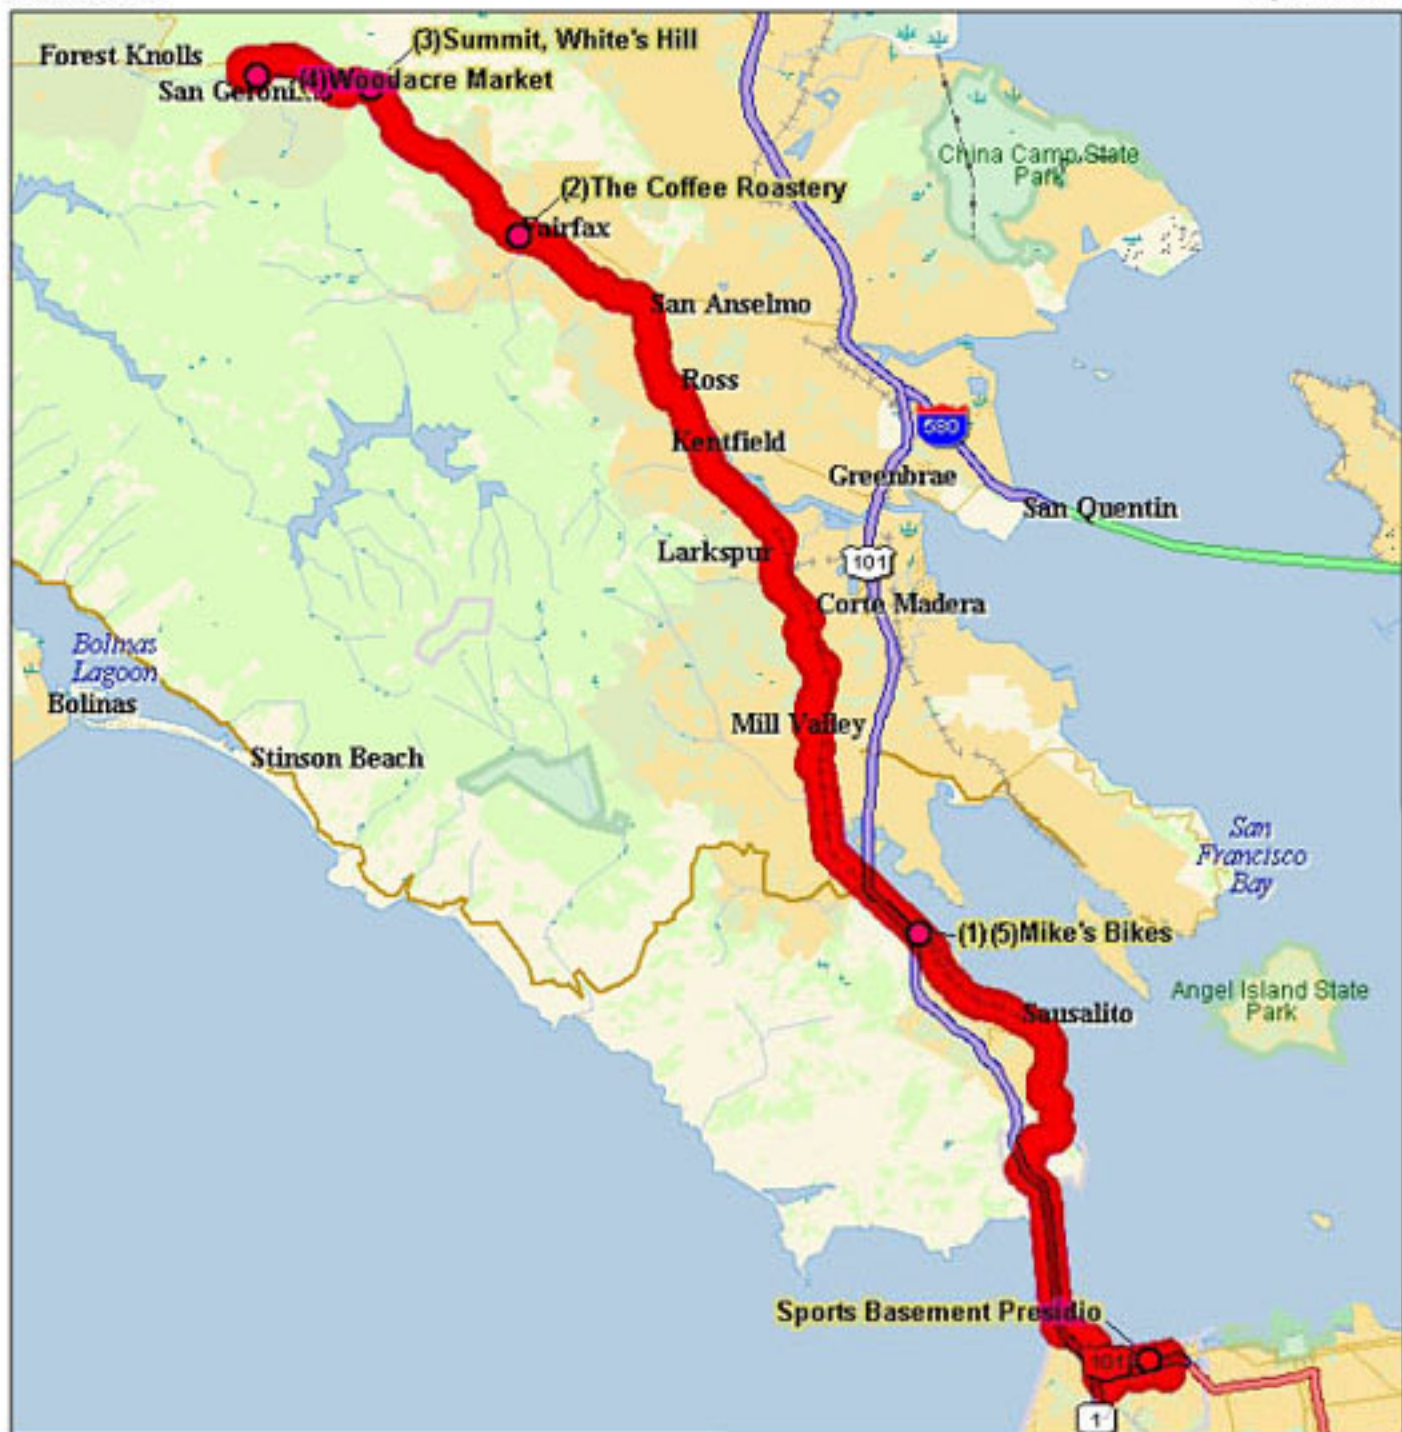 Forest Knolls
(3)Summit, White's Hill
(4)Woodacre Market
San Geroni...
China Camp State
Park
(2)The Coffee Roastery
Fairfax
San Anselmo
Ross
580
Kentfield
Greenbrae
San Quentin
Larkspur
101
Corte Madera
Bolinas
Lagoon
Bolinas
Mill Valley
Stinson Beach
San
Francisco
Bay
(1)(5)Mike's Bikes
Angel Island State
Park
Sausalito
Sports Basement Presidio
101
1